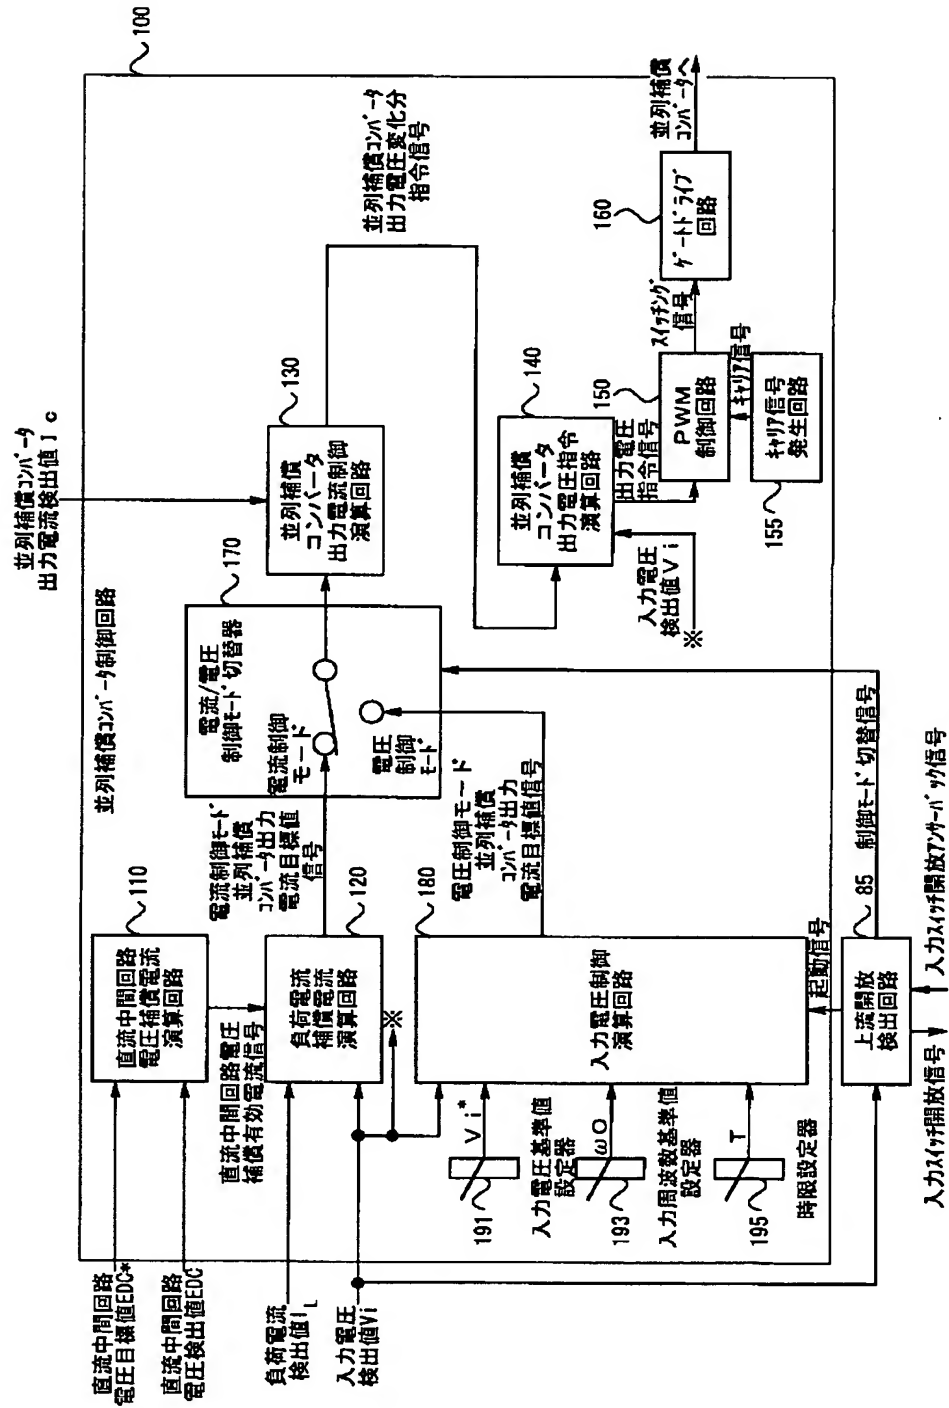 100
並列補償コンバータ制御回路
並列補償コンバータ
出力電流検出値Ic
直流中間回路
電圧目標値EDC*
直流中間回路
電圧検出値EDC
負荷電流
検出値IL
入力電圧
検出値Vi
110
直流中間回路
電圧補償電流
演算回路
直流中間回路電圧
補償有効電流信号
120
負荷電流
補償電流
演算回路
※
電流制御モード
並列補償
コンバータ出力
電流目標値
信号
170
電流/電圧
制御モード切替器
電流制御
モード
電圧
制御
モード
130
並列補償
コンバータ
出力電流制御
演算回路
並列補償コンバータ
出力電圧変化分
指令信号
180
入力電圧制御
演算回路
電圧制御モード
並列補償
コンバータ出力
電流目標値信号
Vi*
191
入力電圧基準値
設定器
ω0
193
入力周波数基準値
設定器
T
195
時限設定器
140
並列補償
コンバータ
出力電圧指令
演算回路
入力電圧
検出値Vi
※
出力電圧
指令信号
150
PWM
制御回路
キャリア信号
155
キャリア信号
発生回路
スイッチング
信号
160
ゲートドライブ
回路
並列補償
コンバータへ
起動信号
85
上流開放
検出回路
制御モード切替信号
入力スイッチ開放信号
入力スイッチ開放アンサーバック信号